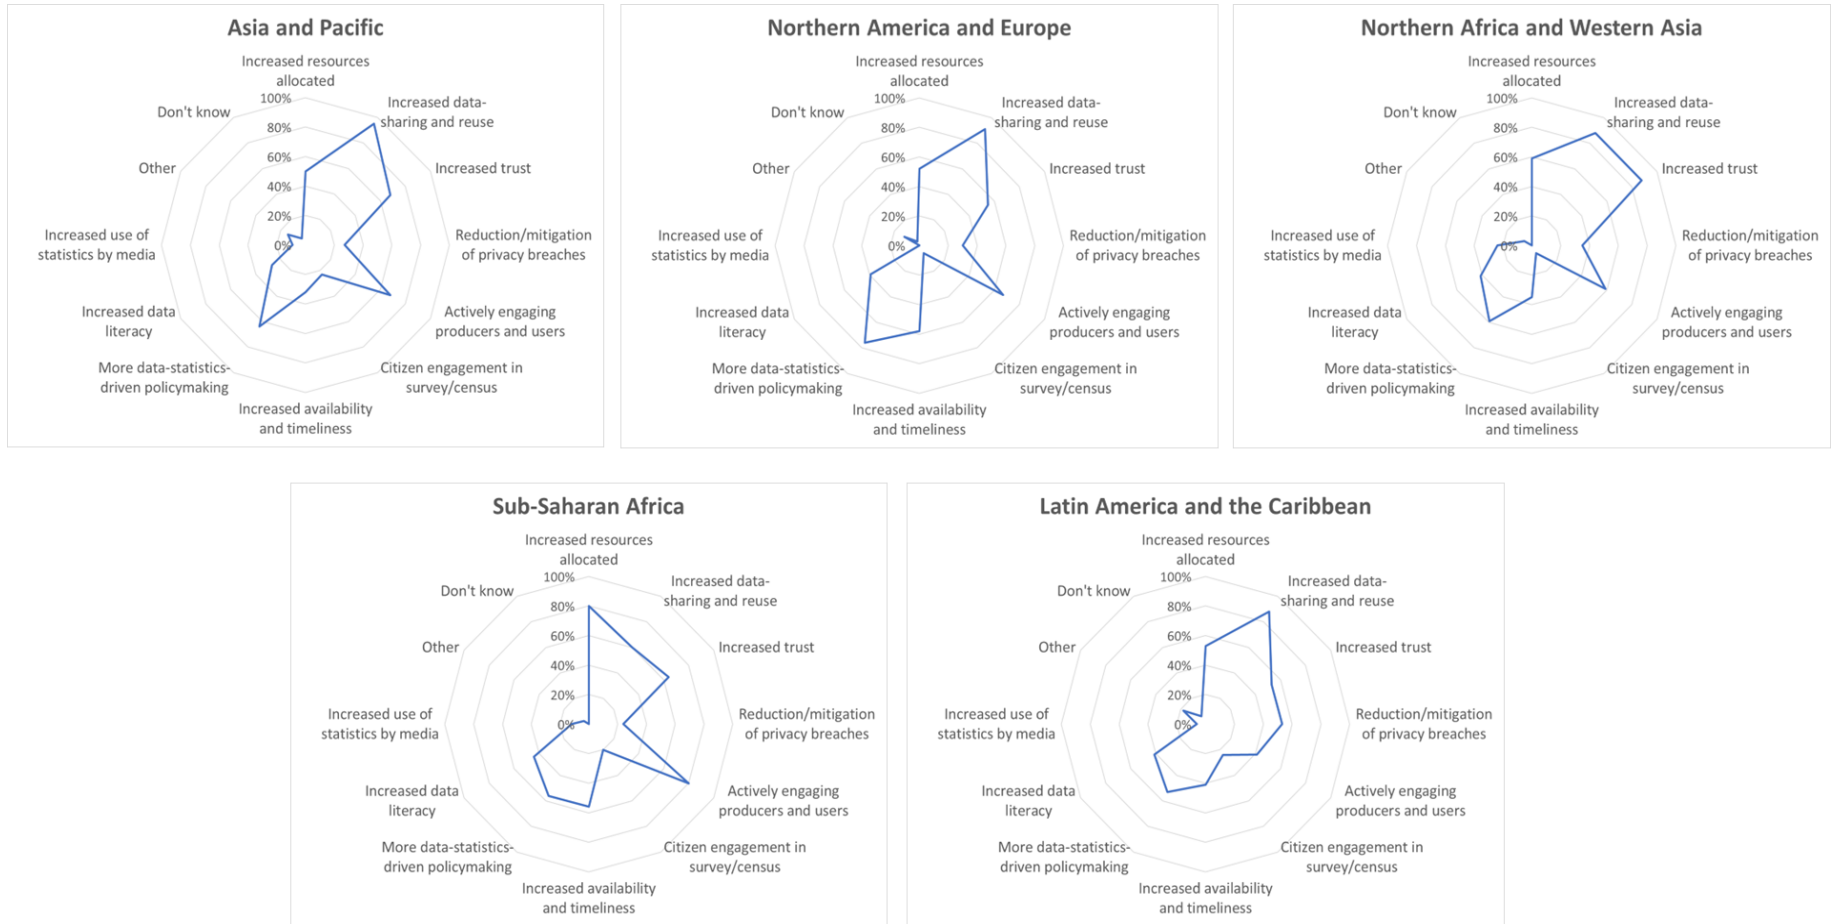 Asia and Pacific
Increased resources
allocated
100%
80%
60%
40%
20%
0%
Increased data-
sharing and reuse
Increased trust
Reduction/mitigation
of privacy breaches
Actively engaging
producers and users
Citizen engagement in
survey/census
Increased availability
and timeliness
More data-statistics-
driven policymaking
Increased data
literacy
Increased use of
statistics by media
Other
Don't know
Northern America and Europe
Increased resources
allocated
100%
80%
60%
40%
20%
0%
Increased data-
sharing and reuse
Increased trust
Reduction/mitigation
of privacy breaches
Actively engaging
producers and users
Citizen engagement in
survey/census
Increased availability
and timeliness
More data-statistics-
driven policymaking
Increased data
literacy
Increased use of
statistics by media
Other
Don't know
Northern Africa and Western Asia
Increased resources
allocated
100%
80%
60%
40%
20%
0%
Increased data-
sharing and reuse
Increased trust
Reduction/mitigation
of privacy breaches
Actively engaging
producers and users
Citizen engagement in
survey/census
Increased availability
and timeliness
More data-statistics-
driven policymaking
Increased data
literacy
Increased use of
statistics by media
Other
Don't know
Sub-Saharan Africa
Increased resources
allocated
100%
80%
60%
40%
20%
0%
Increased data-
sharing and reuse
Increased trust
Reduction/mitigation
of privacy breaches
Actively engaging
producers and users
Citizen engagement in
survey/census
Increased availability
and timeliness
More data-statistics-
driven policymaking
Increased data
literacy
Increased use of
statistics by media
Other
Don't know
Latin America and the Caribbean
Increased resources
allocated
100%
80%
60%
40%
20%
0%
Increased data-
sharing and reuse
Increased trust
Reduction/mitigation
of privacy breaches
Actively engaging
producers and users
Citizen engagement in
survey/census
Increased availability
and timeliness
More data-statistics-
driven policymaking
Increased data
literacy
Increased use of
statistics by media
Other
Don't know